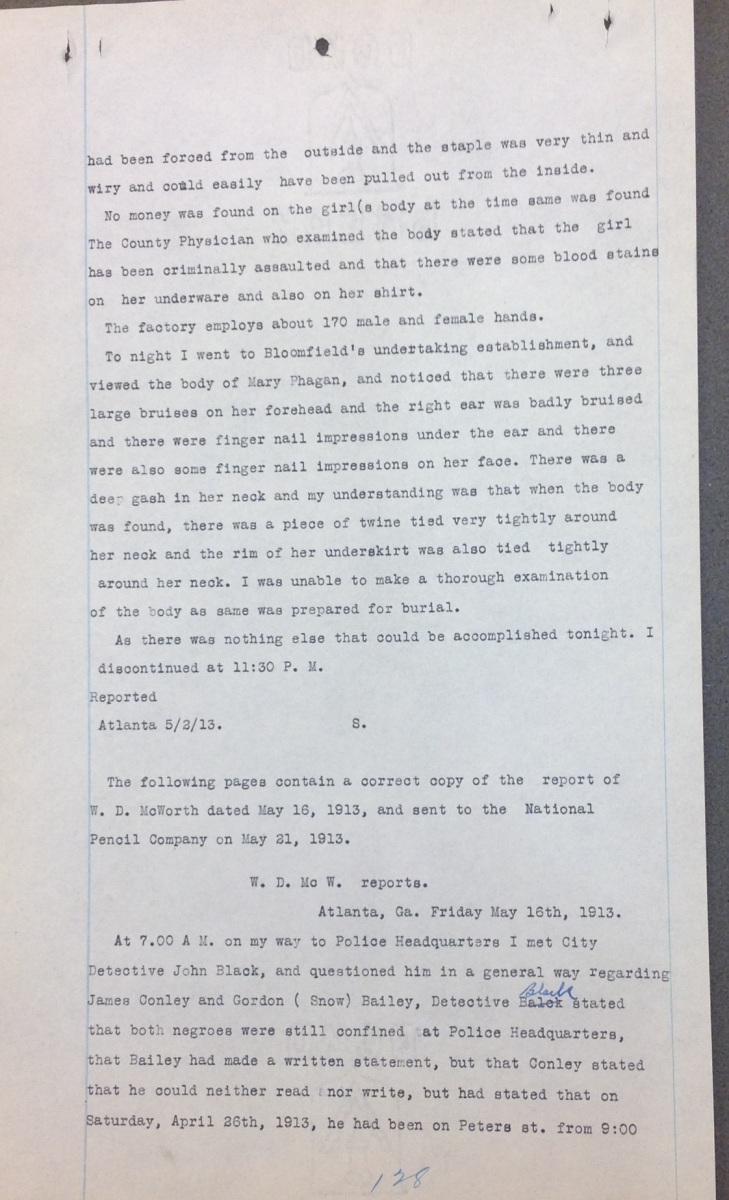 had been forced from the outside and the staple was very thin and
wiry and could easily have been pulled out from the inside.
No money was found on the girl(s body at the time same was found
The County Physician who examined the body stated that the girl
has been criminally assaulted and that there were some blood stains
on her underware and also on her shirt.
The factory employs about 170 male and female hands.
To night I went to Bloomfield's undertaking establishment, and
viewed the body of Mary Phagan, and noticed that there were three
large bruises on her forehead and the right ear was badly bruised
and there were finger nail impressions under the ear and there
were also some finger nail impressions on her face. There was a
deep gash in her neck and my understanding was that when the body
was found, there was a piece of twine tied very tightly around
her neck and the rim of her underskirt was also tied tightly
around her neck. I was unable to make a thorough examination
of the body as same was prepared for burial.
As there was nothing else that could be accomplished tonight. I
discontinued at 11:30 P. M.
Reported
Atlanta 5/2/13. S.
The following pages contain a correct copy of the report of
W. D. McWorth dated May 16, 1913, and sent to the National
Pencil Company on May 21, 1913.
W. D. Mc W. reports.
Atlanta, Ga. Friday May 16th, 1913.
At 7.00 A M. on my way to Police Headquarters I met City
Detective John Black, and questioned him in a general way regarding
Black
James Conley and Gordon ( Snow) Bailey, Detective Balck stated
that both negroes were still confined at Police Headquarters,
that Bailey had made a written statement, but that Conley stated
that he could neither read nor write, but had stated that on
Saturday, April 26th, 1913, he had been on Peters st. from 9:00
128